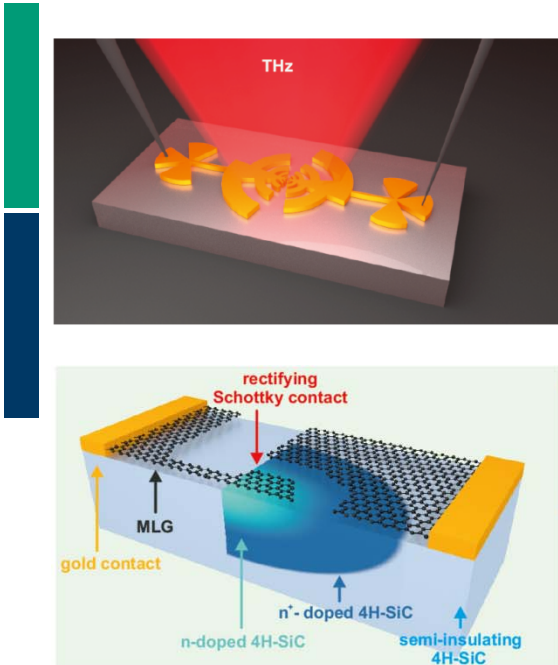 THz
rectifying
Schottky contact
MLG
gold contact
n⁺- doped 4H-SiC
n-doped 4H-SiC
semi-insulating
4H-SiC